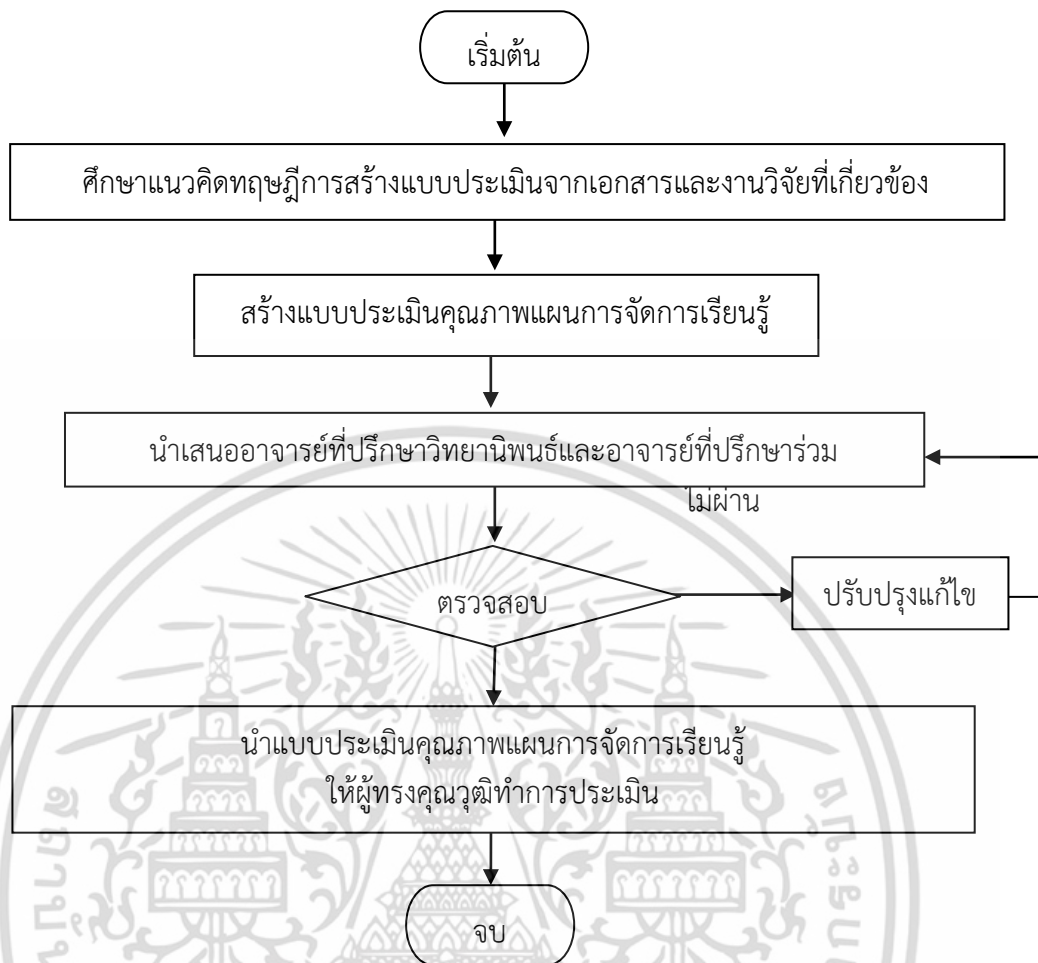 เริ่มต้น
ศึกษาแนวคิดทฤษฎีการสร้างแบบประเมินจากเอกสารและงานวิจัยที่เกี่ยวข้อง
สร้างแบบประเมินคุณภาพแผนการจัดการเรียนรู้
นำเสนออาจารย์ที่ปรึกษาวิทยานิพนธ์และอาจารย์ที่ปรึกษาร่วม
ไม่ผ่าน
ตรวจสอบ
ปรับปรุงแก้ไข
นำแบบประเมินคุณภาพแผนการจัดการเรียนรู้
ให้ผู้ทรงคุณวุฒิทำการประเมิน
จบ